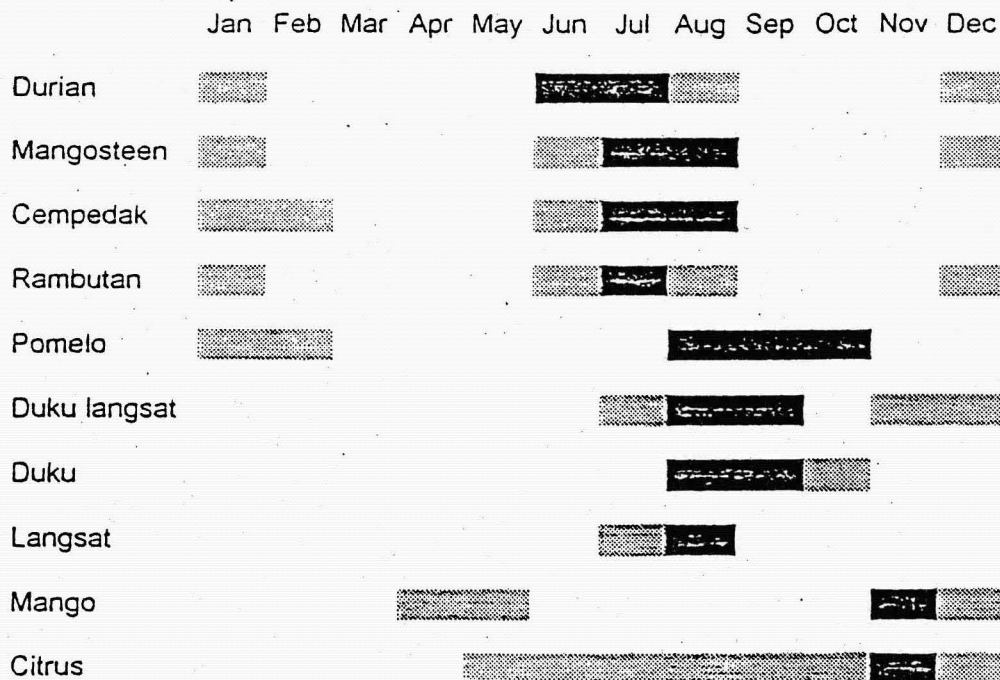 Jan Feb Mar Apr May Jun Jul Aug Sep Oct Nov Dec
Durian
Mangosteen
Cempedak
Rambutan
Pomelo
Duku langsat
Duku
Langsat
Mango
Citrus